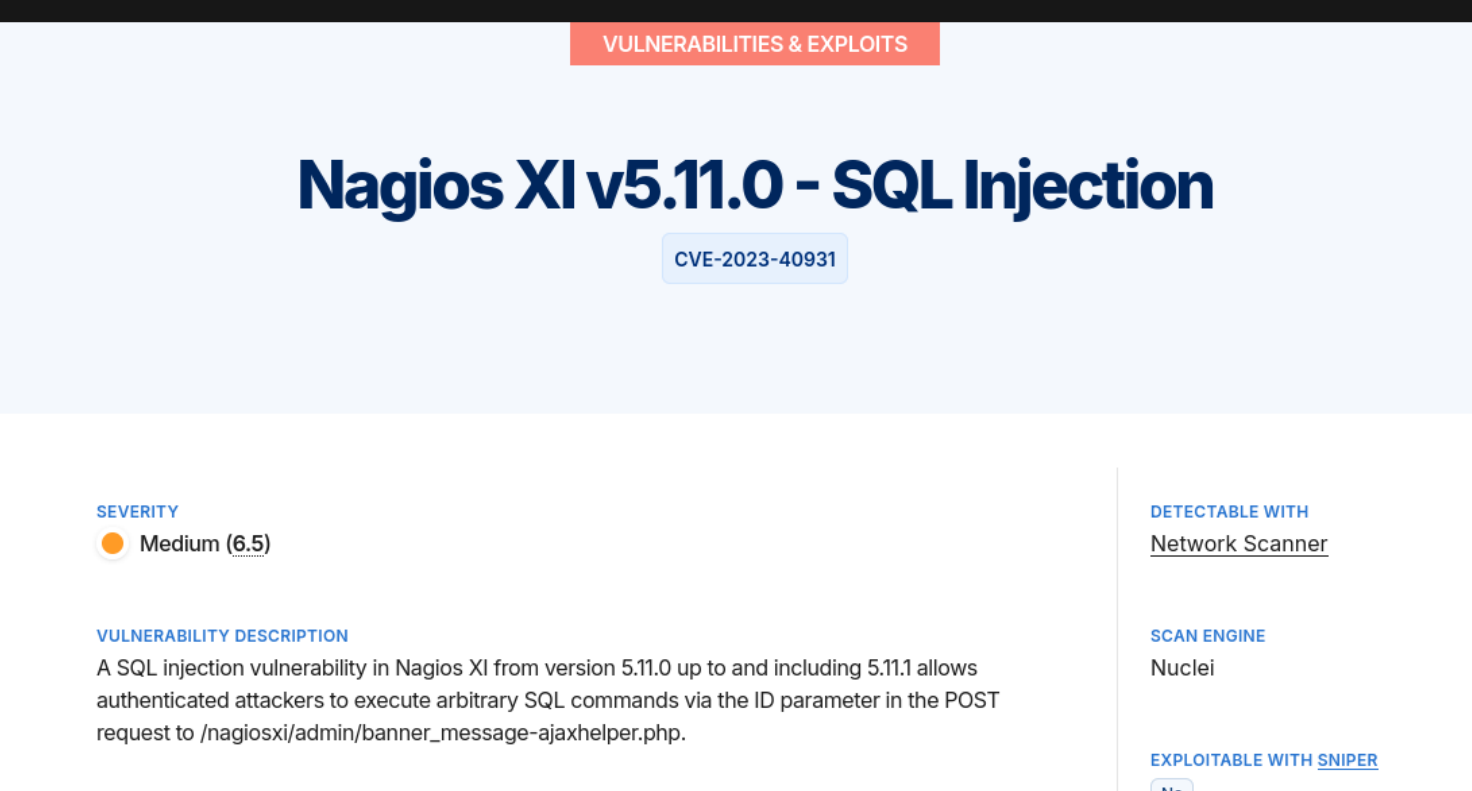 VULNERABILITIES & EXPLOITS
Nagios XI v5.11.0 - SQL Injection
CVE-2023-40931
SEVERITY
Medium (6.5)
VULNERABILITY DESCRIPTION
A SQL injection vulnerability in Nagios XI from version 5.11.0 up to and including 5.11.1 allows
authenticated attackers to execute arbitrary SQL commands via the ID parameter in the POST
request to /nagiosxi/admin/banner_message-ajaxhelper.php.
DETECTABLE WITH
Network Scanner
SCAN ENGINE
Nuclei
EXPLOITABLE WITH SNIPER
No